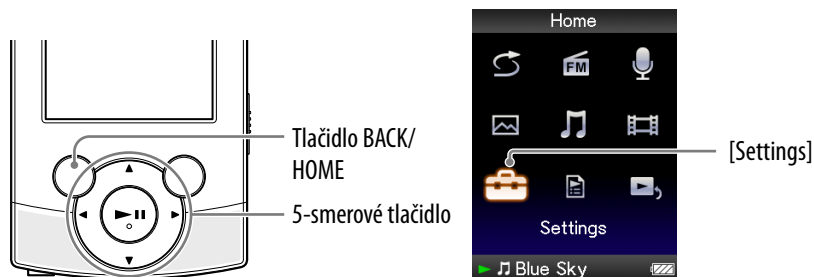 Home
FM
Tlačidlo BACK/
HOME
[Settings]
5-smerové tlačidlo
Settings
Blue Sky